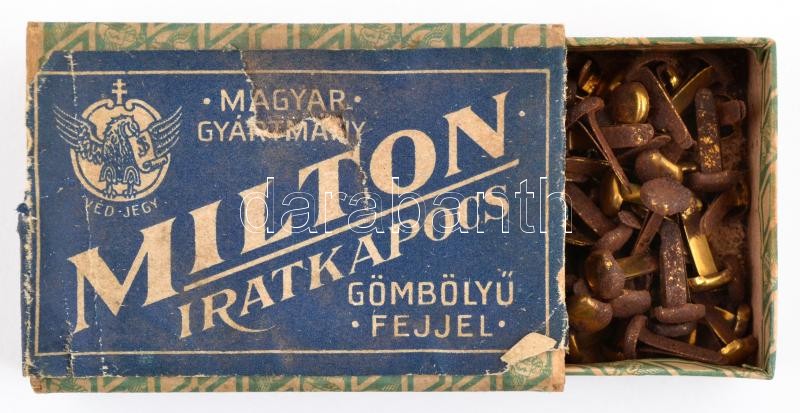 · MAGYAR ·
GYÁRTMÁNY
VÉD-JEGY
MILTON
IRATKAPOCS
GÖMBÖLYŰ
· FEJJEL ·
darabanth